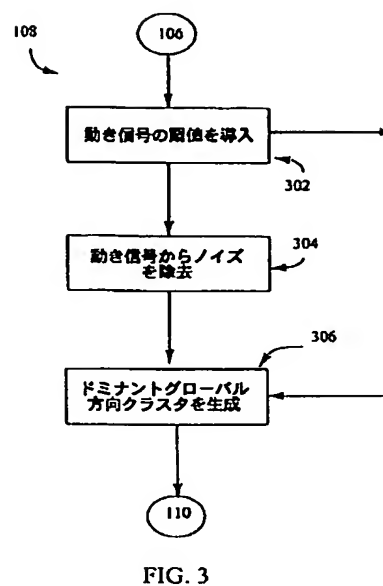 106
108
動き信号の閾値を導入
302
動き信号からノイズ
を除去
304
306
ドミナントグローバル
方向クラスタを生成
110
FIG. 3